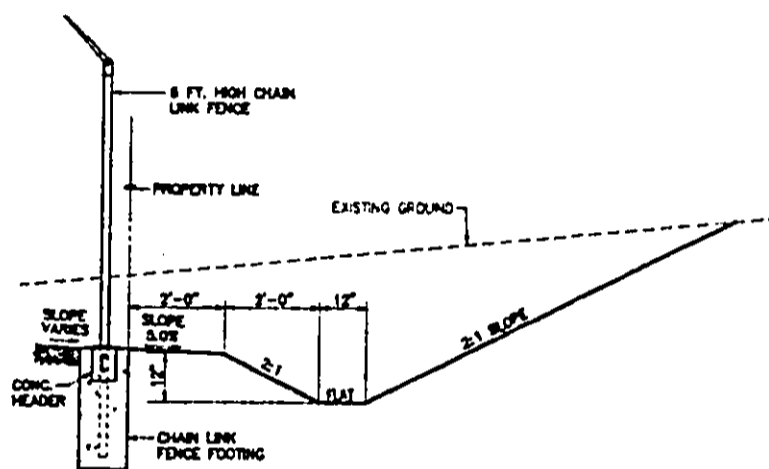 6 FT. HIGH CHAIN
LINK FENCE
PROPERTY LINE
EXISTING GROUND
2'-0"
2'-0"
12"
SLOPE
VARIES
SLOPE
5.0%
2:1
2:1 SLOPE
12"
FLAT
CONC.
HEADER
CHAIN LINK
FENCE FOOTING